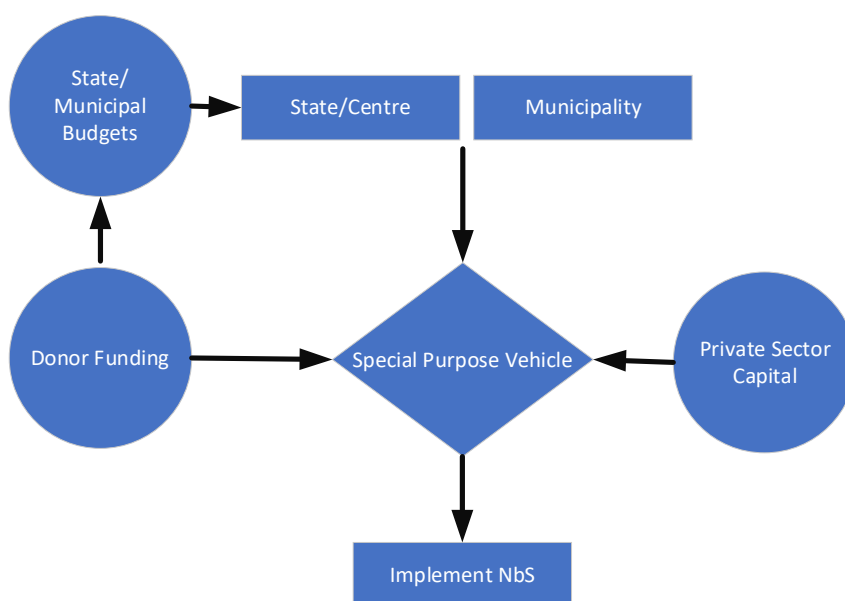 State/
Municipal
Budgets
State/Centre
Municipality
Donor Funding
Special Purpose Vehicle
Private Sector
Capital
Implement NbS